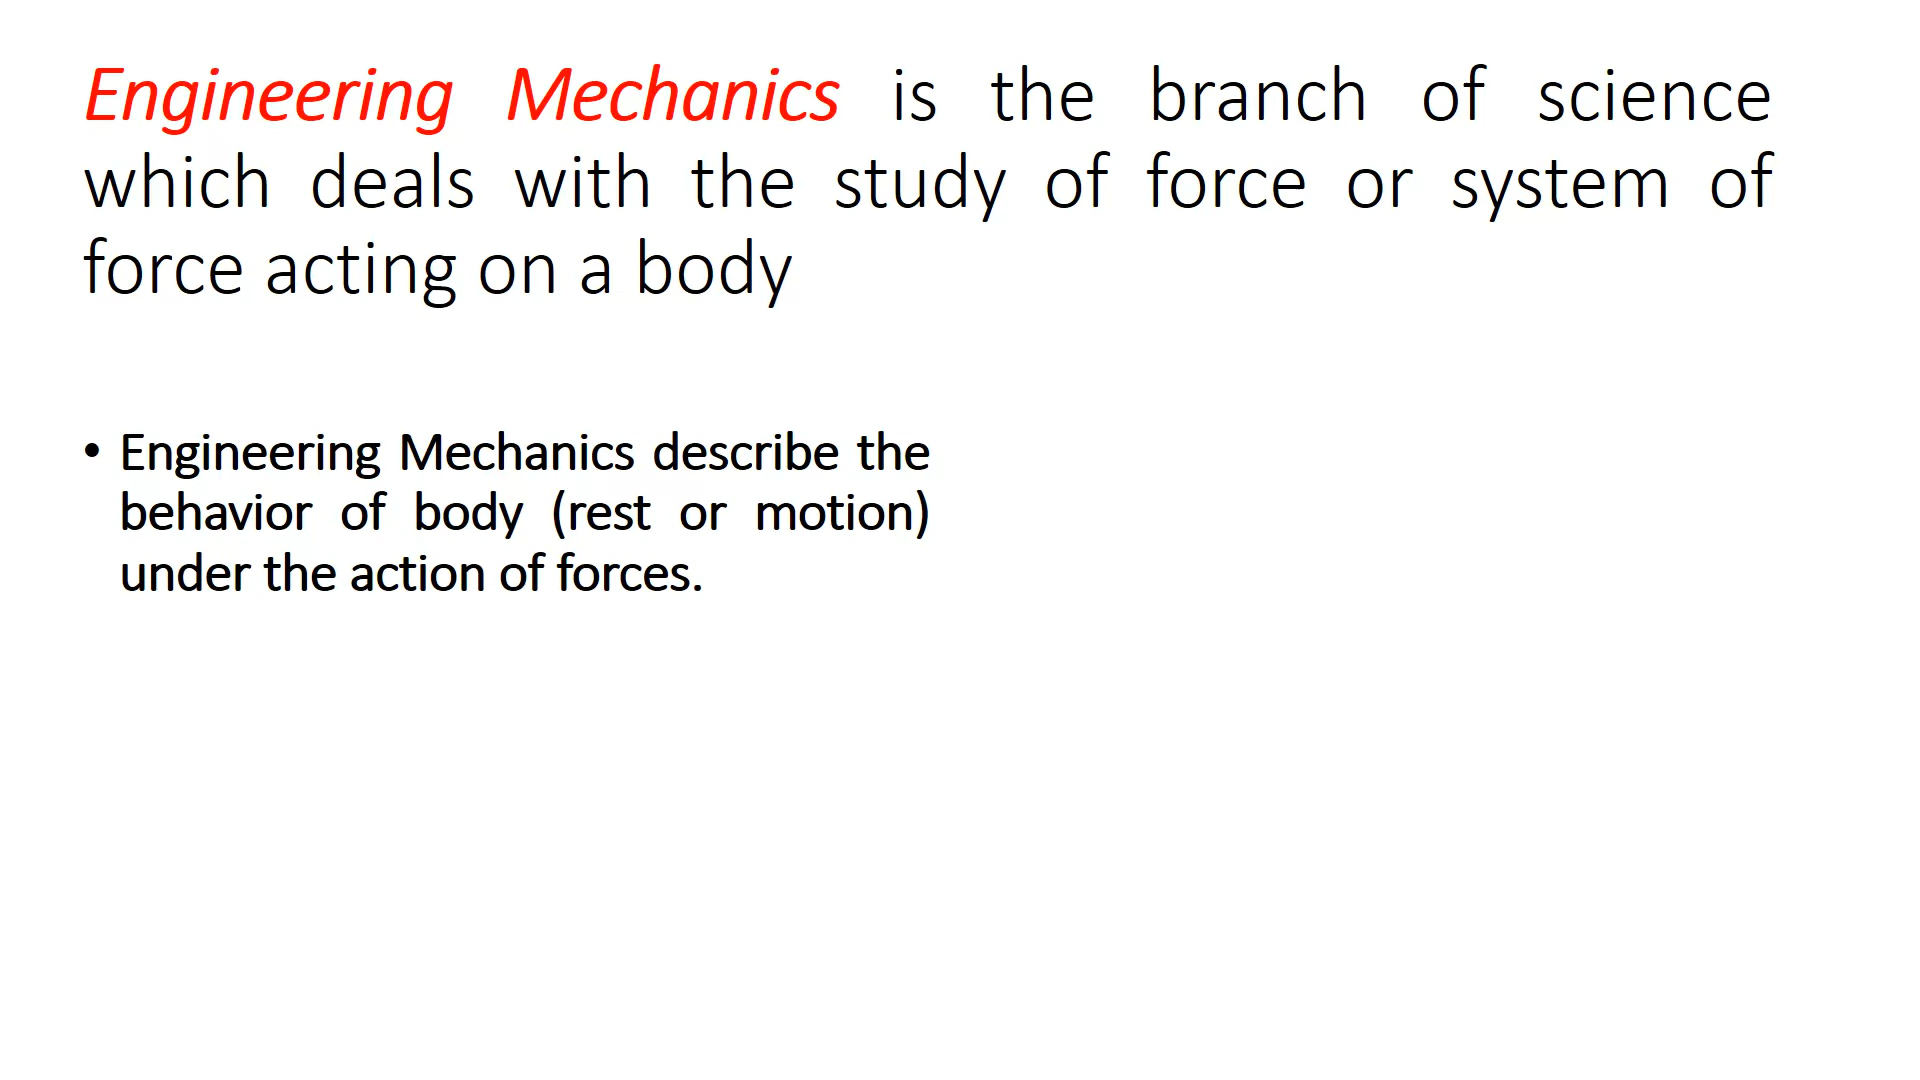 Engineering Mechanics is the branch of science
which deals with the study of force or system of
force acting on a body
• Engineering Mechanics describe the
behavior of body (rest or motion)
under the action of forces.